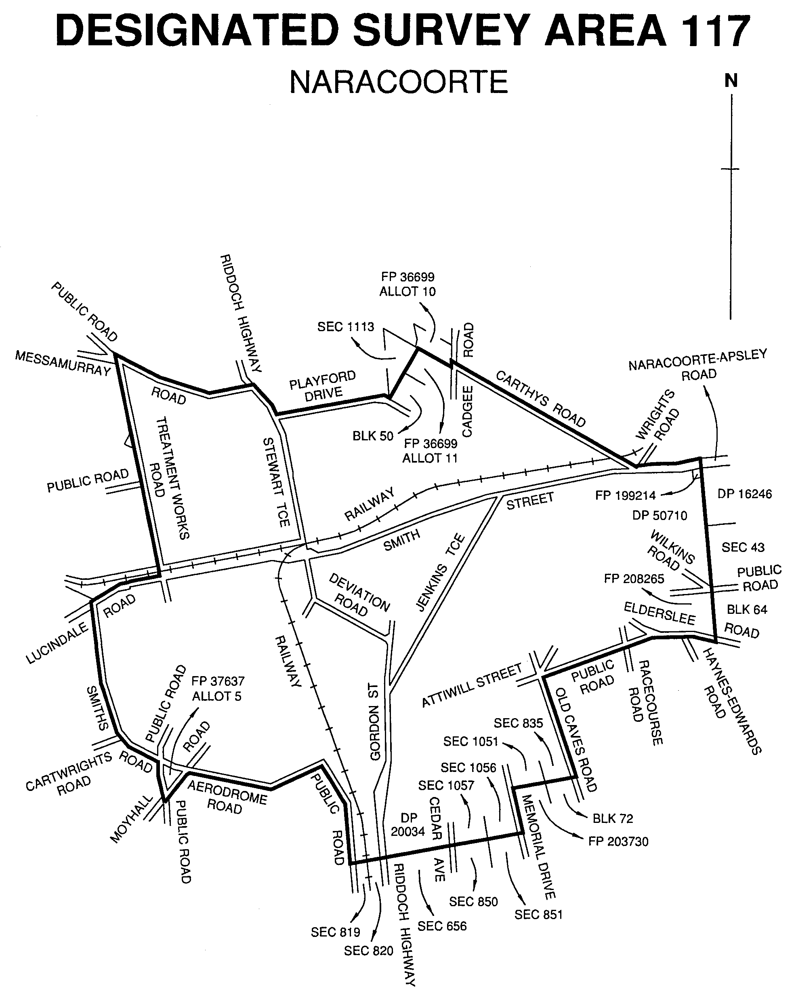 DESIGNATED SURVEY AREA 117
NARACOORTE
N
RIDDOCH HIGHWAY
FP 36699
ALLOT 10
PUBLIC ROAD
SEC 1113
ROAD
MESSAMURRAY
NARACOORTE-APSLEY
ROAD
PLAYFORD
DRIVE
CARTHYS ROAD
ROAD
WRIGHTS
ROAD
CADGEE
BLK 50
FP 36699
ALLOT 11
TREATMENT WORKS
ROAD
STEWART TCE
PUBLIC ROAD
RAILWAY
STREET
FP 199214
DP 16246
DP 50710
SMITH
JENKINS TCE
WILKINS
ROAD
SEC 43
PUBLIC
ROAD
DEVIATION
ROAD
FP 208265
ELDERSLEE
BLK 64
ROAD
ROAD
LUCINDALE
RAILWAY
PUBLIC ROAD
FP 37637
ALLOT 5
GORDON ST
ATTIWILL STREET
PUBLIC
ROAD
RACECOURSE
ROAD
HAYNES-EDWARDS
ROAD
SMITHS
ROAD
OLD CAVES ROAD
SEC 835
SEC 1051
ROAD
CARTWRIGHTS
ROAD
SEC 1056
SEC 1057
AERODROME
ROAD
PUBLIC
ROAD
MOYHALL
PUBLIC ROAD
CEDAR
AVE
DP
20034
MEMORIAL DRIVE
BLK 72
FP 203730
RIDDOCH HIGHWAY
SEC 850
SEC 851
SEC 656
SEC 819
SEC 820